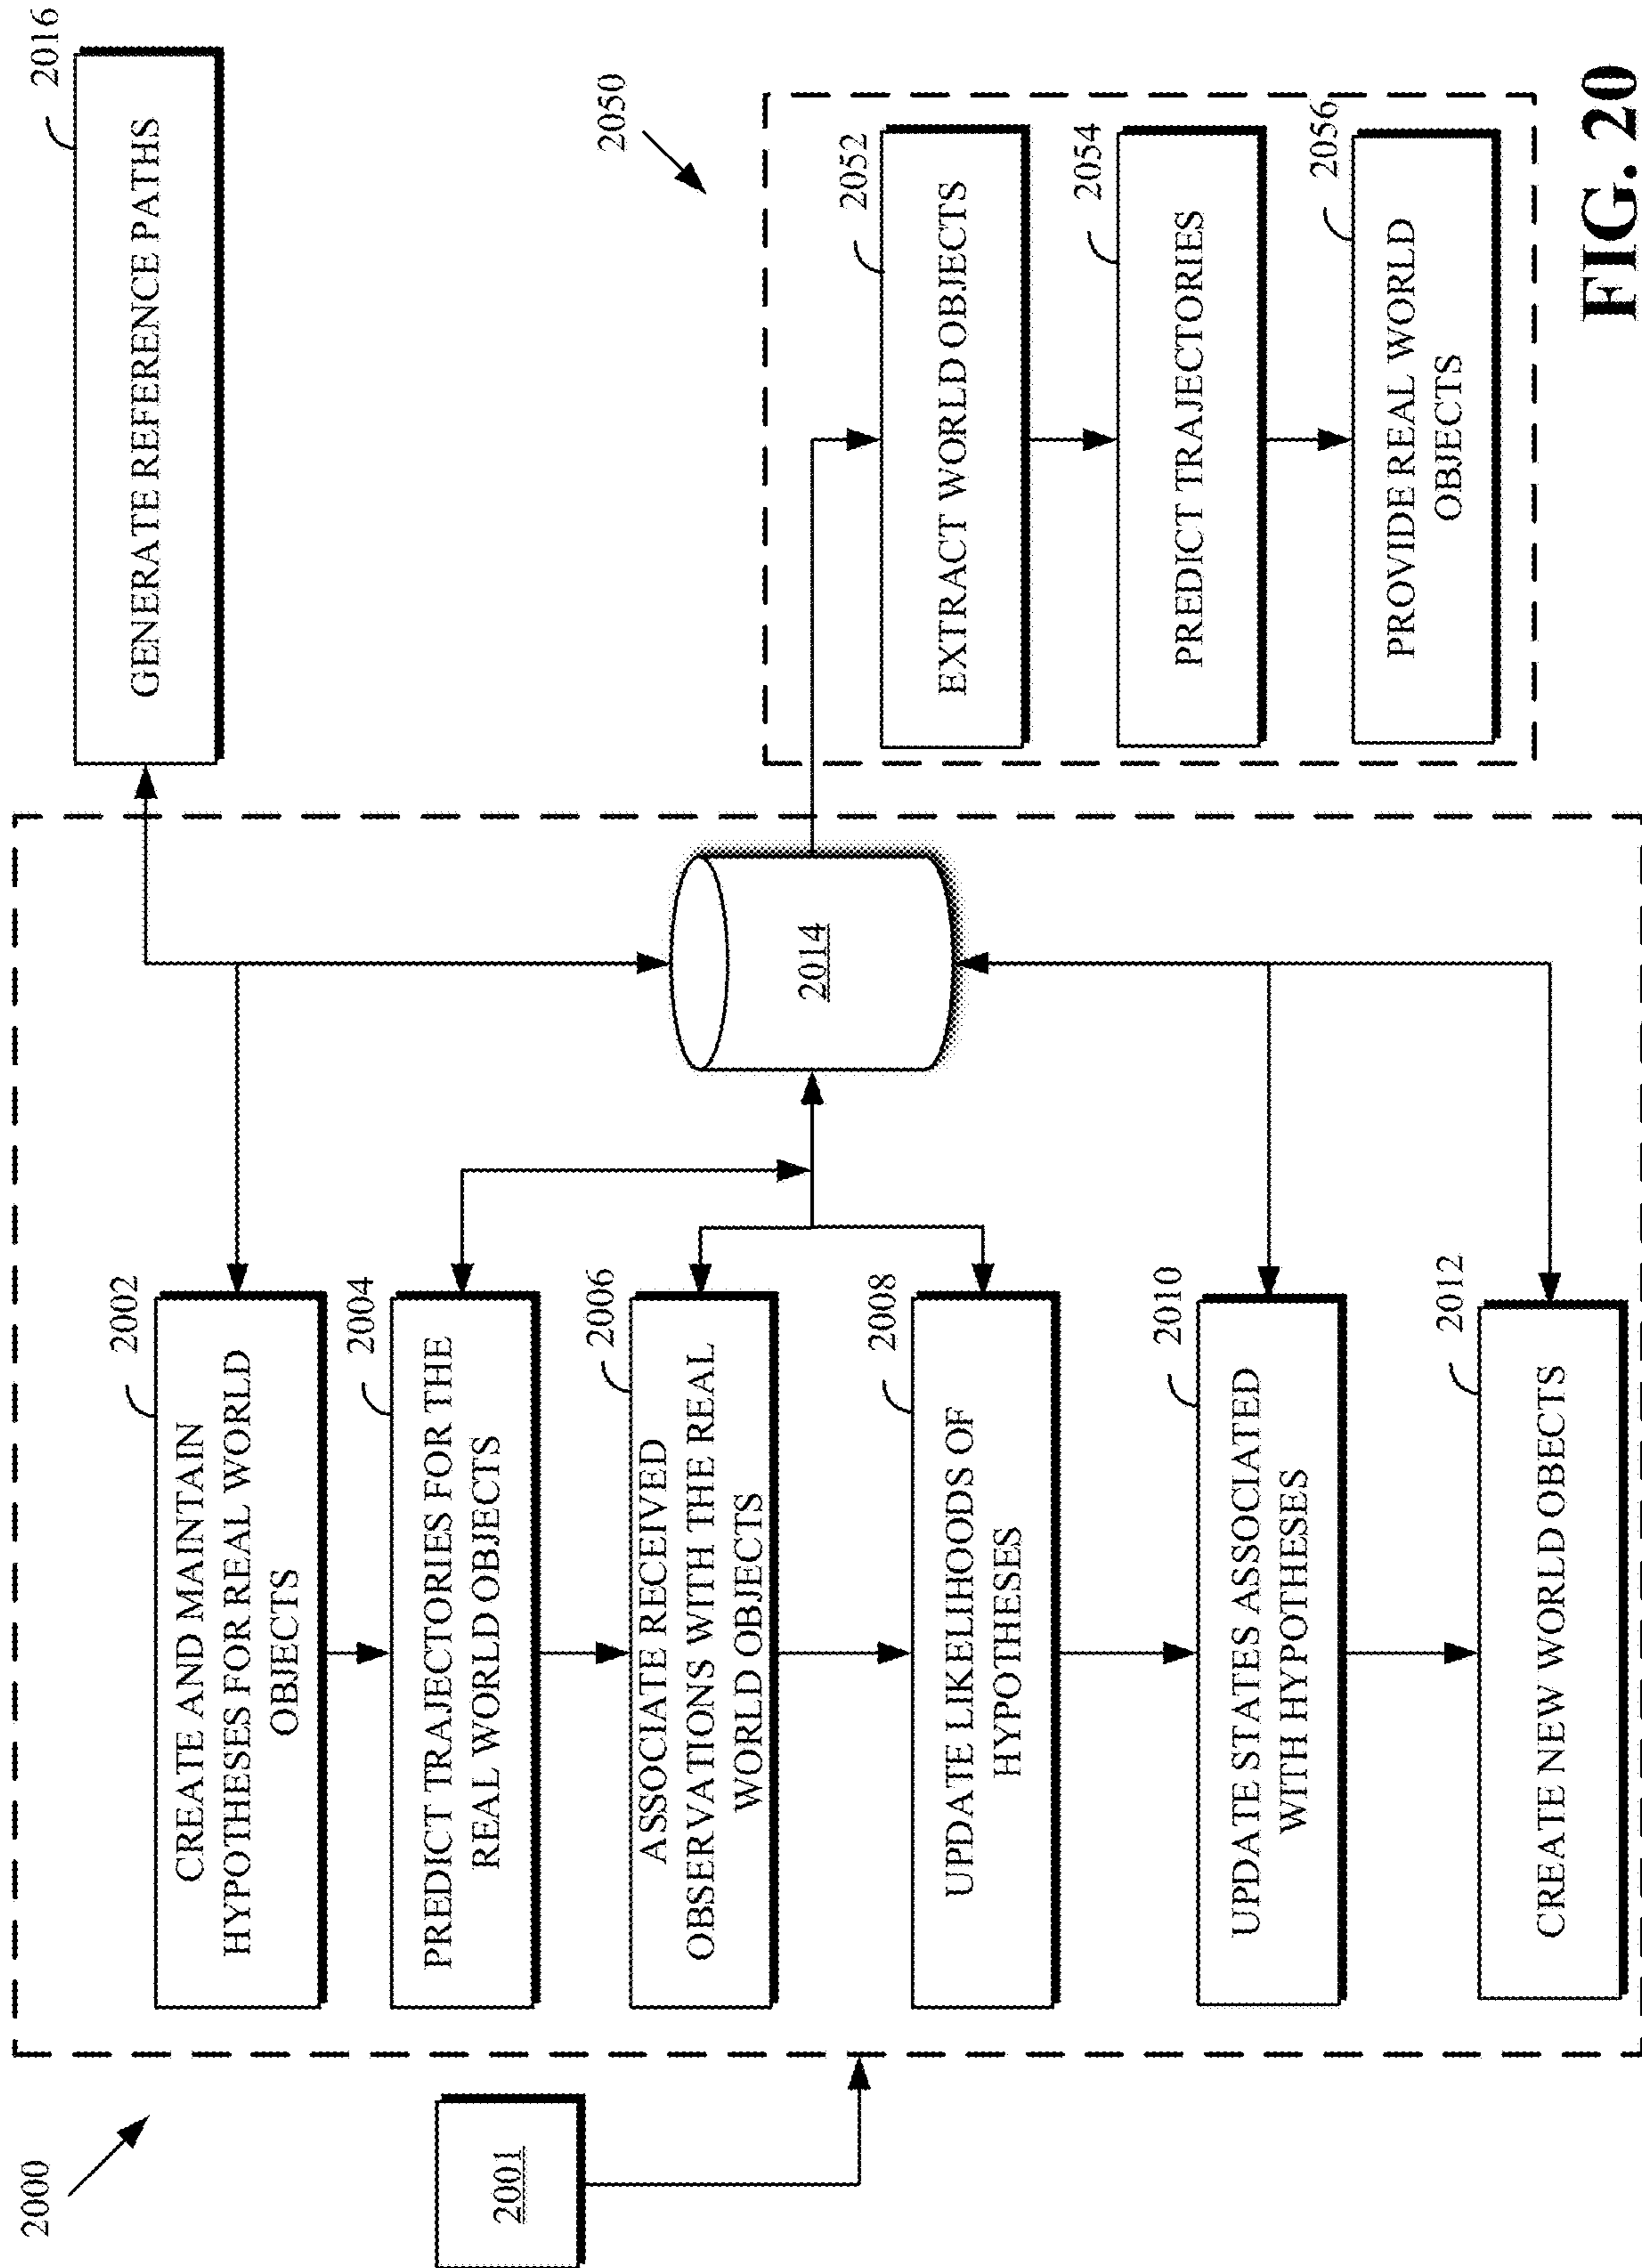 2000
2001
2002
CREATE AND MAINTAIN
HYPOTHESES FOR REAL WORLD
OBJECTS
2004
PREDICT TRAJECTORIES FOR THE
REAL WORLD OBJECTS
2006
ASSOCIATE RECEIVED
OBSERVATIONS WITH THE REAL
WORLD OBJECTS
2008
UPDATE LIKELIHOODS OF
HYPOTHESES
2010
UPDATE STATES ASSOCIATED
WITH HYPOTHESES
2012
CREATE NEW WORLD OBJECTS
2014
2016
GENERATE REFERENCE PATHS
2050
2052
EXTRACT WORLD OBJECTS
2054
PREDICT TRAJECTORIES
2056
PROVIDE REAL WORLD
OBJECTS
FIG. 20